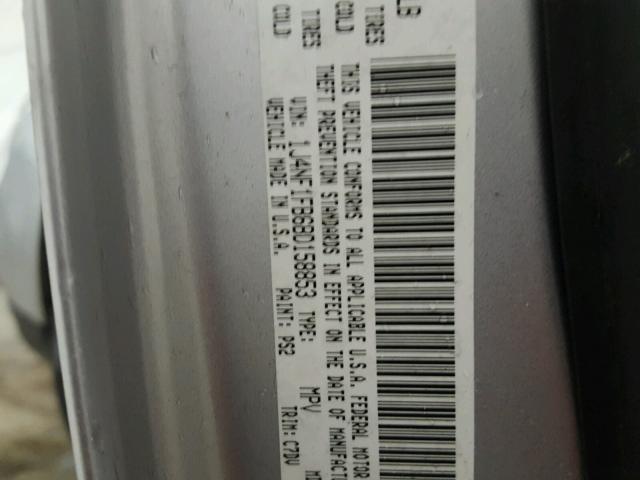 LB
TIRES COLD
TIRES COLD
THIS VEHICLE CONFORMS TO ALL APPLICABLE U.S.A. FEDERAL MOTOR
THEFT PREVENTION STANDARDS IN EFFECT ON THE DATE OF MANUFACT
VIN: 1J4NF1FB6BD158853 TYPE: MPV
VEHICLE MADE IN U.S.A. PAINT: PS2 TRIM: C7DV